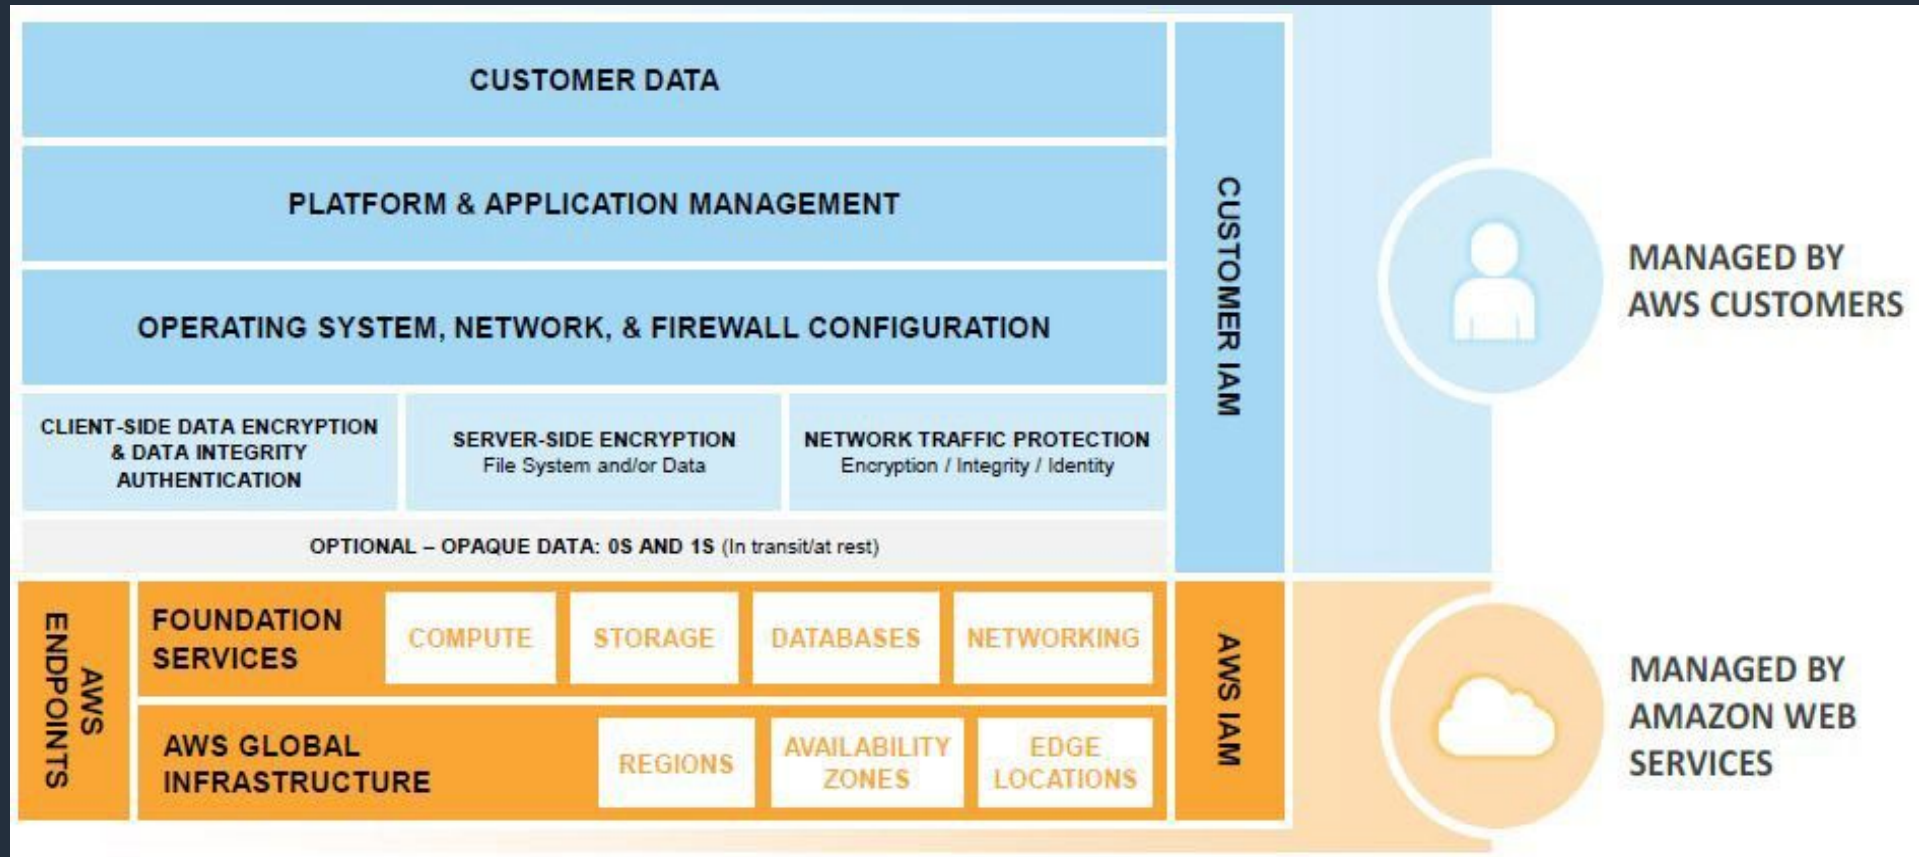 CUSTOMER DATA
PLATFORM & APPLICATION MANAGEMENT
OPERATING SYSTEM, NETWORK, & FIREWALL CONFIGURATION
CLIENT-SIDE DATA ENCRYPTION
& DATA INTEGRITY
AUTHENTICATION
SERVER-SIDE ENCRYPTION
File System and/or Data
NETWORK TRAFFIC PROTECTION
Encryption / Integrity / Identity
OPTIONAL – OPAQUE DATA: 0S AND 1S (In transit/at rest)
CUSTOMER IAM
MANAGED BY
AWS CUSTOMERS
AWS
ENDPOINTS
FOUNDATION
SERVICES
COMPUTE
STORAGE
DATABASES
NETWORKING
AWS GLOBAL
INFRASTRUCTURE
REGIONS
AVAILABILITY
ZONES
EDGE
LOCATIONS
AWS IAM
MANAGED BY
AMAZON WEB
SERVICES